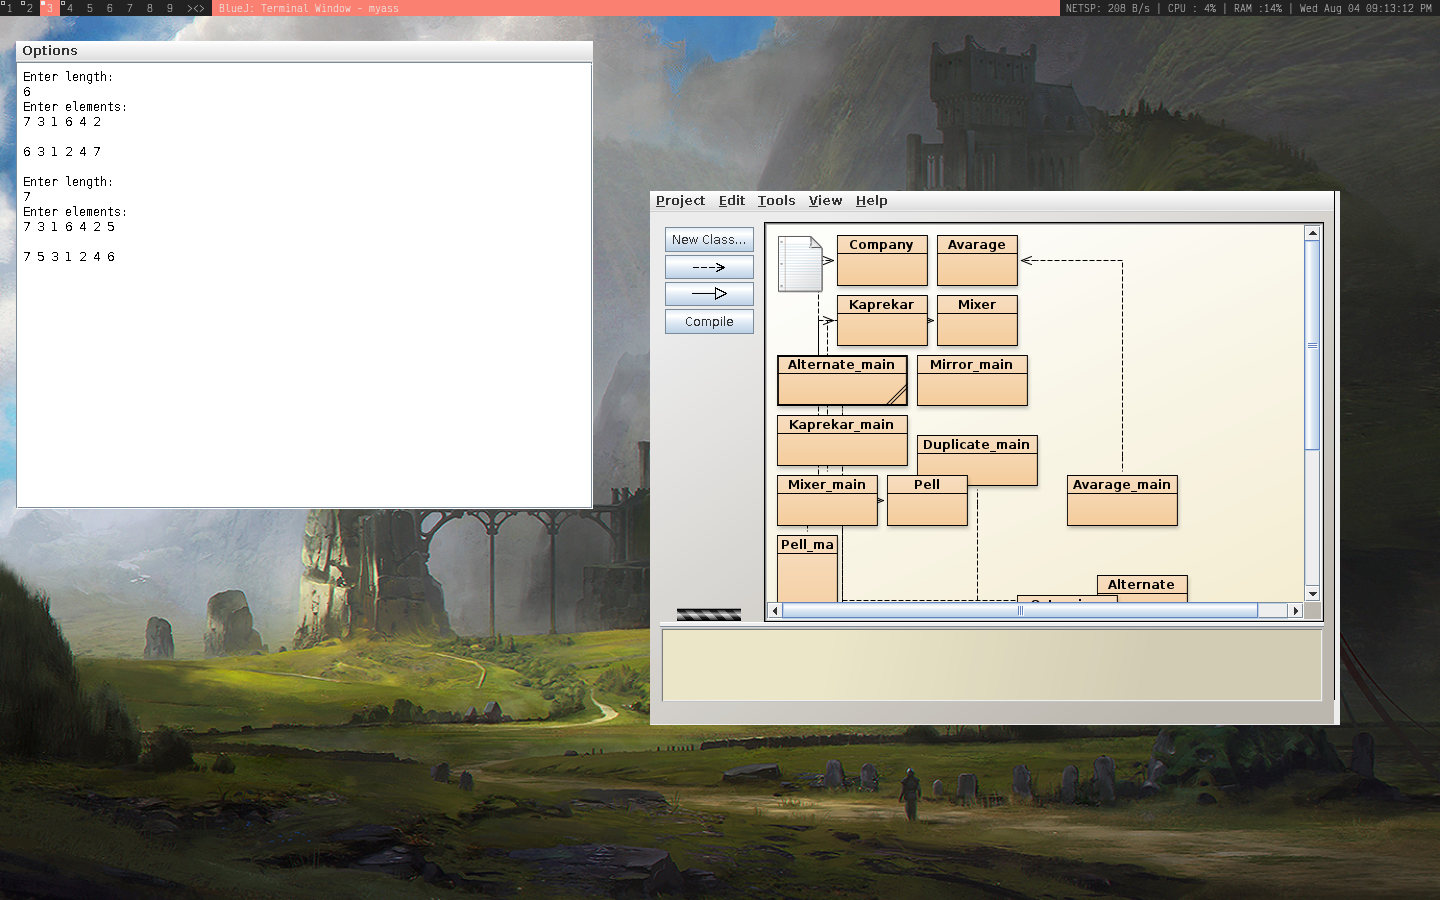 1 2 3 4 5 6 7 8 9 ><> BlueJ: Terminal Window - myass NETSP: 208 B/s | CPU : 4% | RAM :14% | Wed Aug 04 09:13:12 PM
Options
Enter length:
6
Enter elements:
7 3 1 6 4 2
6 3 1 2 4 7
Enter length:
7
Enter elements:
7 3 1 6 4 2 5
7 5 3 1 2 4 6
Project Edit Tools View Help
New Class...
Compile
Company Avarage
Kaprekar Mixer
Alternate_main Mirror_main
Kaprekar_main
Duplicate_main
Mixer_main Pell Avarage_main
Pell_ma
Alternate